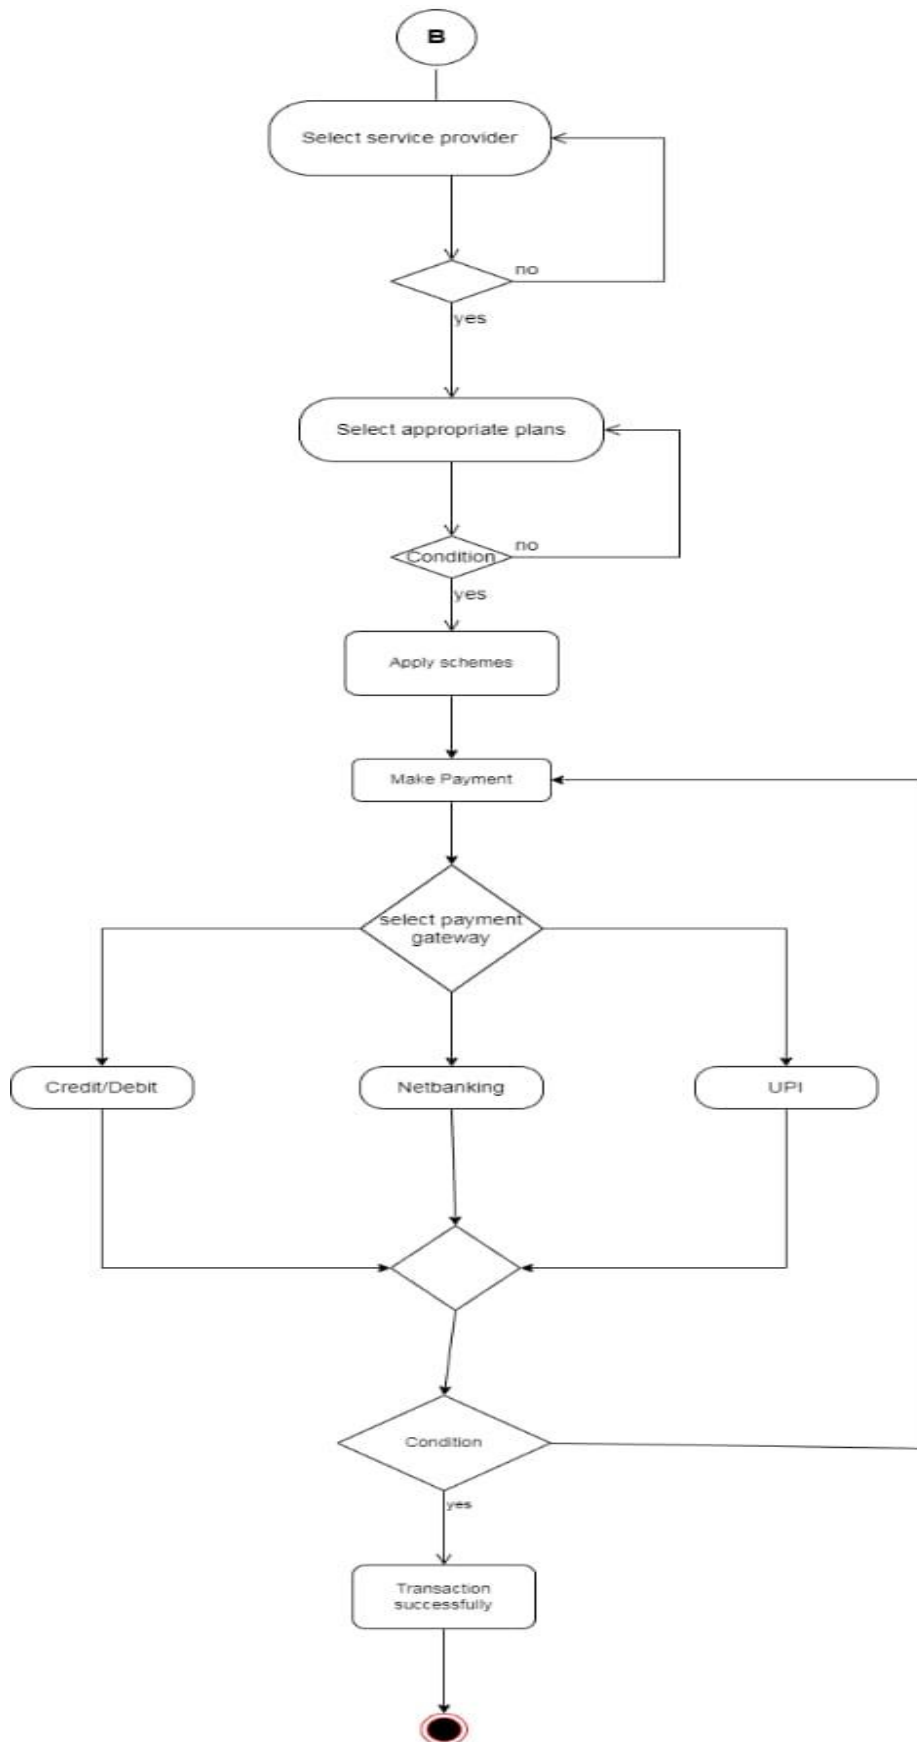 B
Select service provider
no
yes
Select appropriate plans
Condition
no
yes
Apply schemes
Make Payment
select payment
gateway
Credit/Debit
Netbanking
UPI
Condition
yes
Transaction
successfully